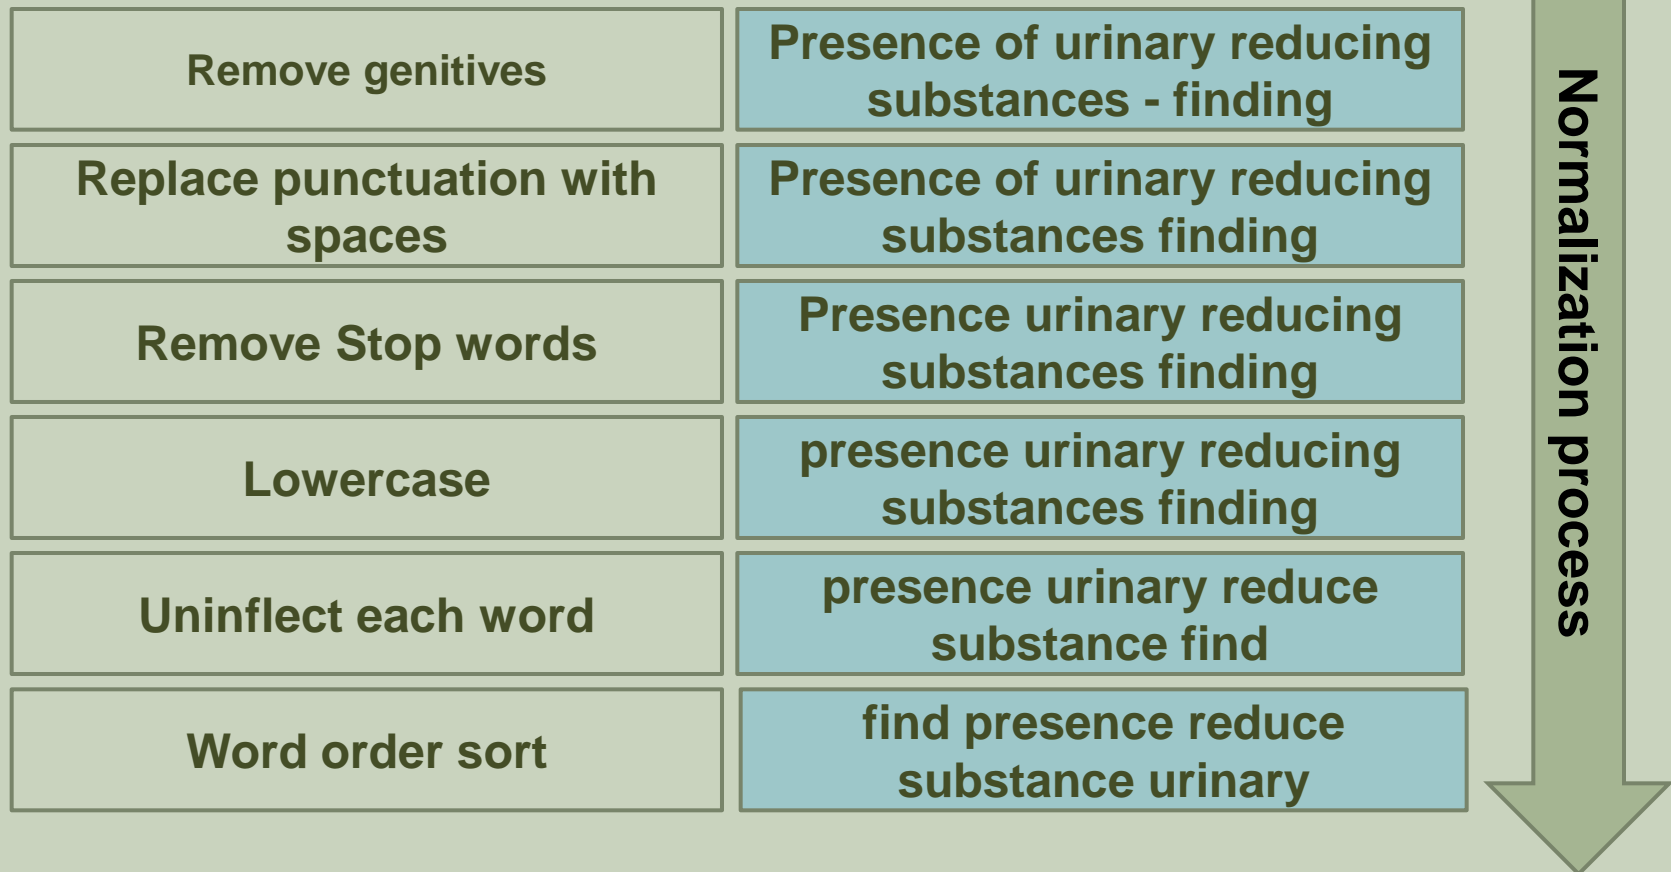 Remove genitives
Presence of urinary reducing
substances - finding
Replace punctuation with
spaces
Presence of urinary reducing
substances finding
Remove Stop words
Presence urinary reducing
substances finding
Lowercase
presence urinary reducing
substances finding
Uninflect each word
presence urinary reduce
substance find
Word order sort
find presence reduce
substance urinary
Normalization process